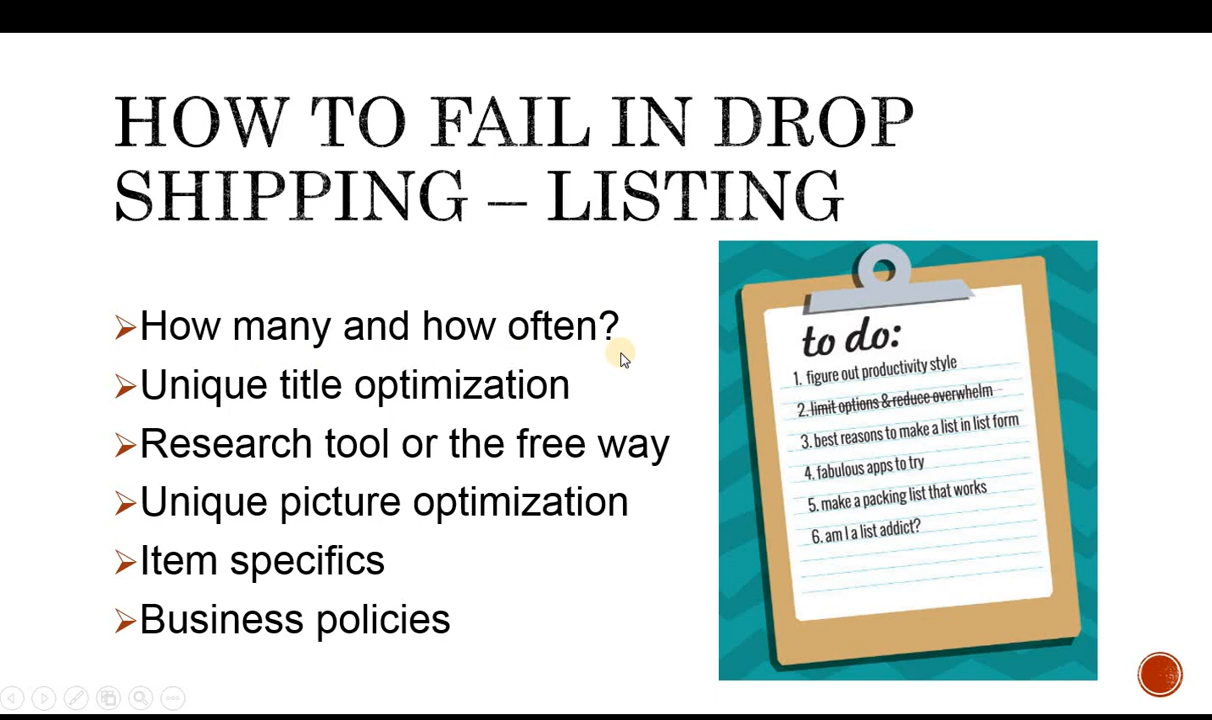 HOW TO FAIL IN DROP
SHIPPING – LISTING
How many and how often?
Unique title optimization
Research tool or the free way
Unique picture optimization
Item specifics
Business policies
to do:
1. figure out productivity style
2. limit options & reduce overwhelm
3. best reasons to make a list in list form
4. fabulous apps to try
5. make a packing list that works
6. am I a list addict?